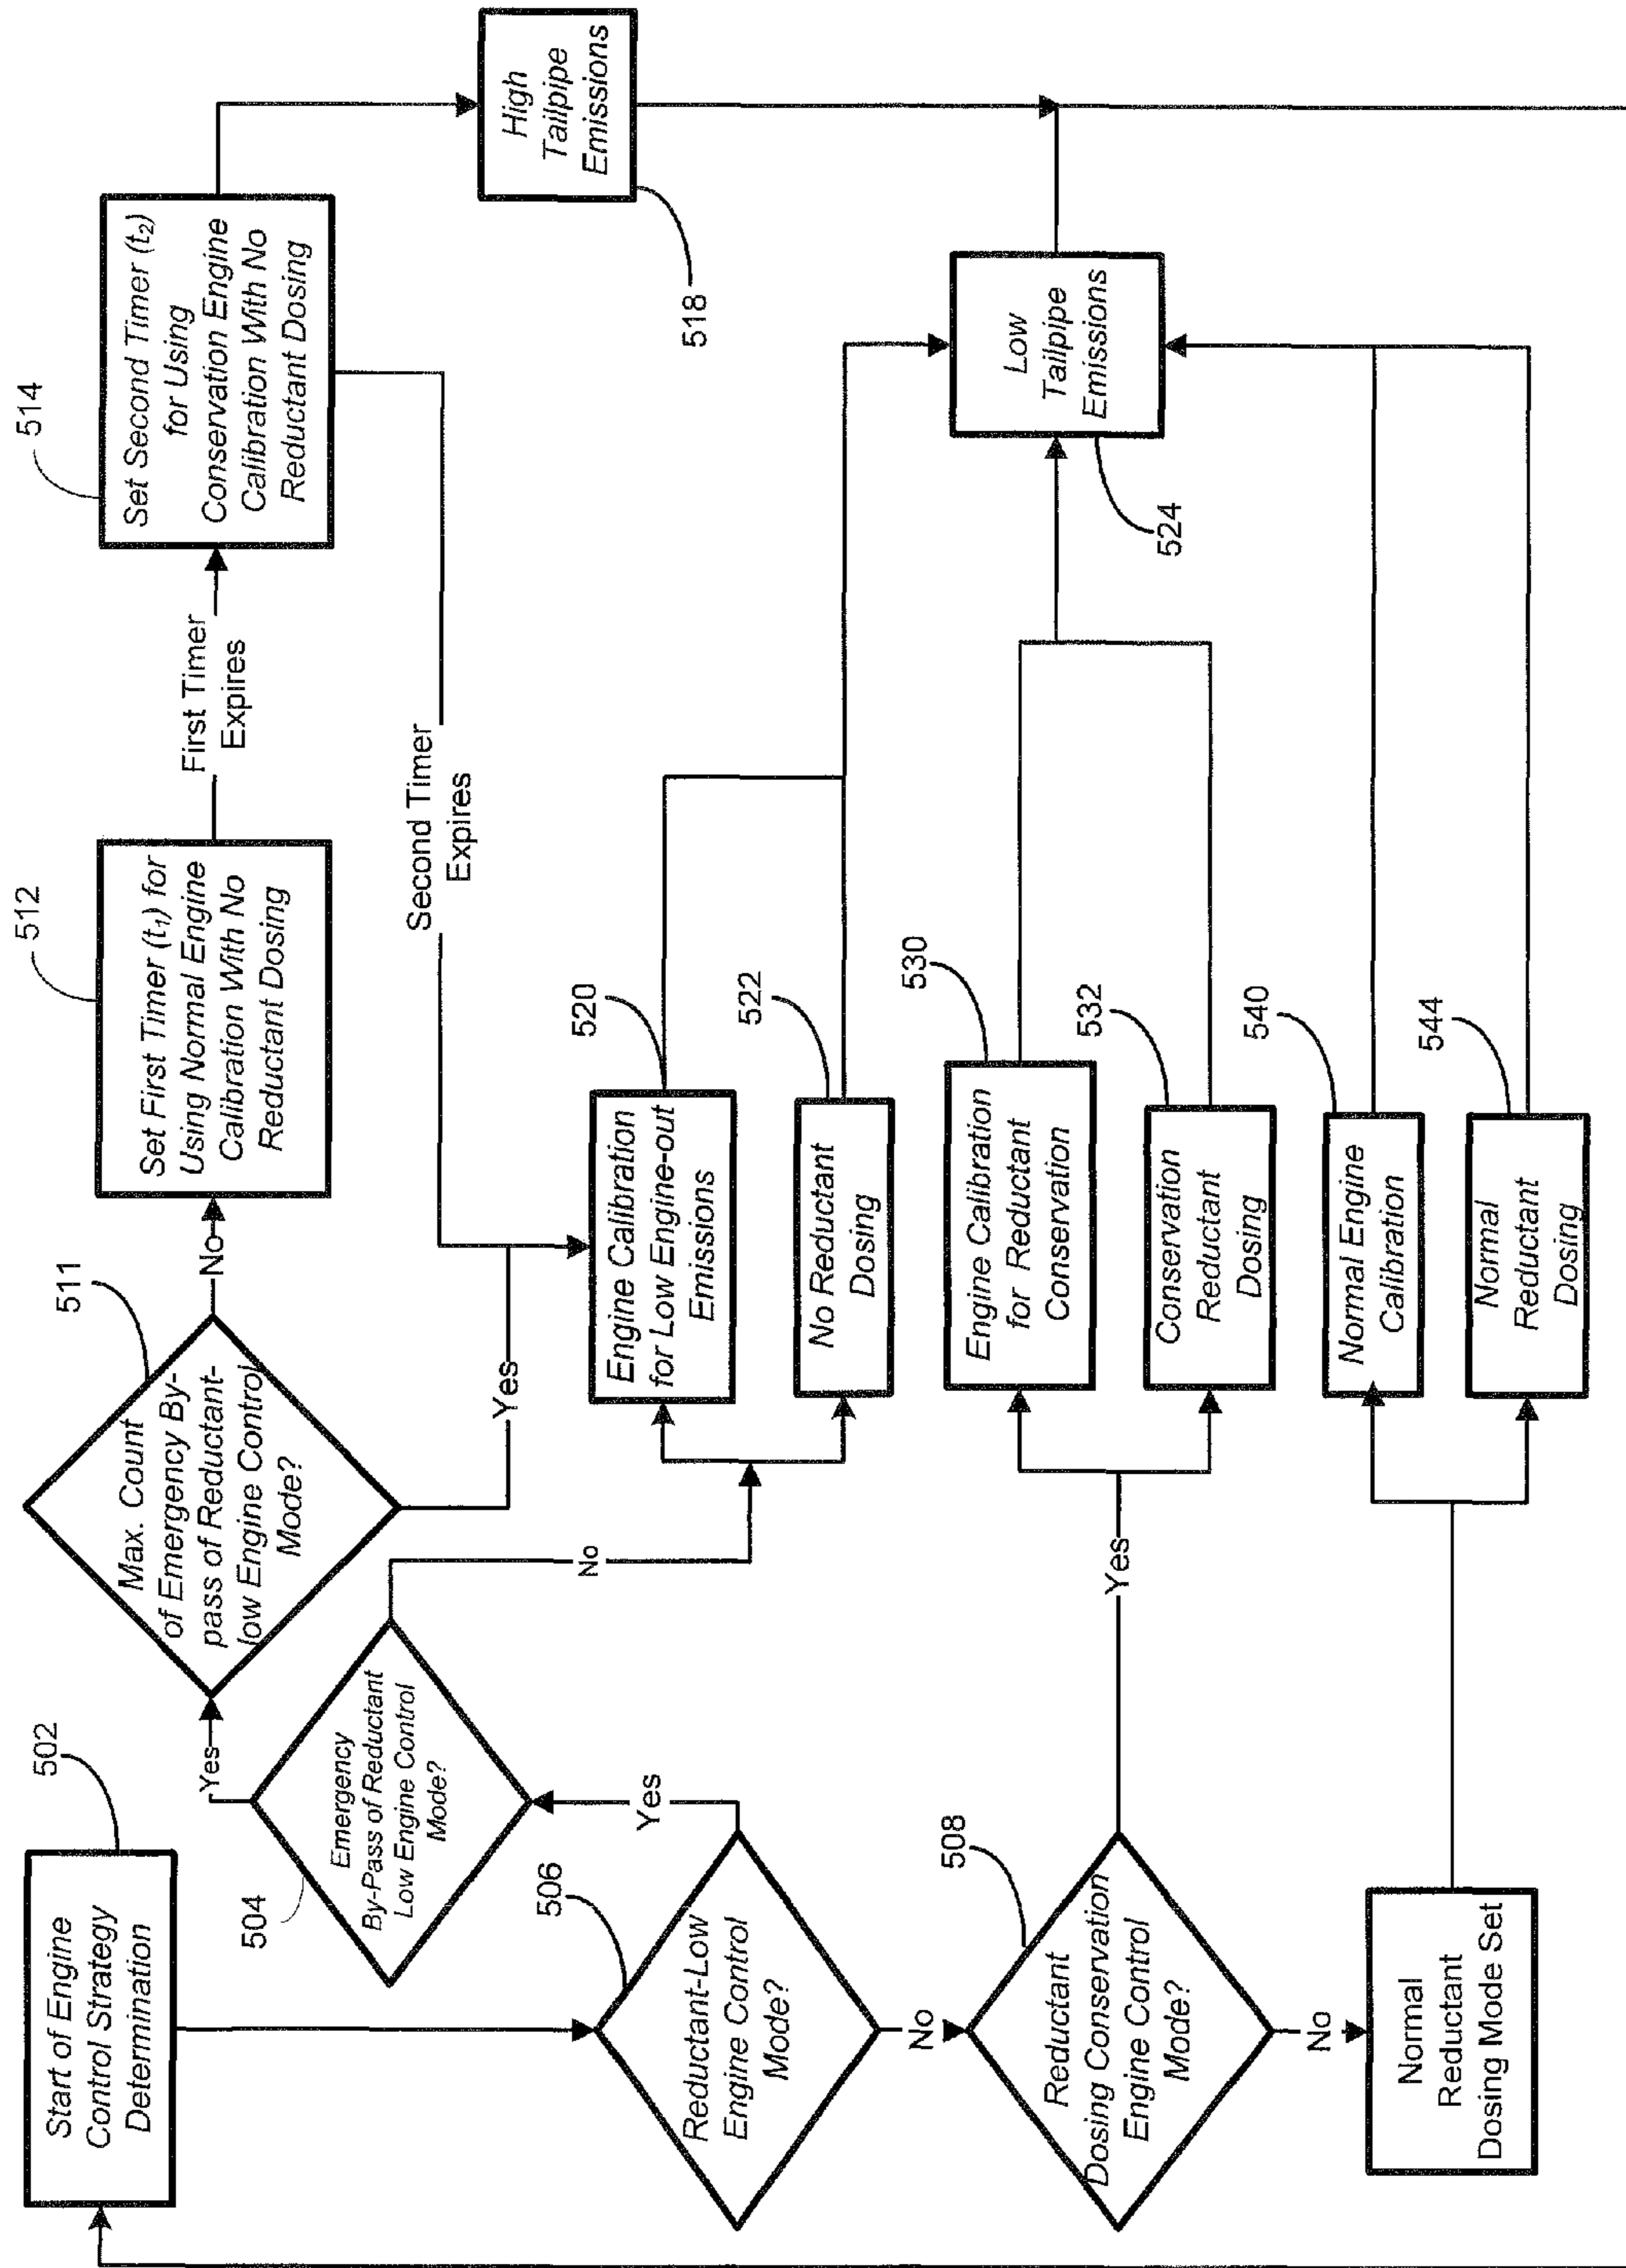 502
Start of Engine
Control Strategy
Determination
504
Emergency
By-Pass of Reductant
Low Engine Control
Mode?
Yes
No
511
Max. Count
of Emergency By-
pass of Reductant-
low Engine Control
Mode?
No
Yes
512
Set First Timer (t₁) for
Using Normal Engine
Calibration With No
Reductant Dosing
First Timer
Expires
514
Set Second Timer (t₂)
for Using
Conservation Engine
Calibration With No
Reductant Dosing
Second Timer
Expires
High
Tailpipe
Emissions
518
506
Reductant-Low
Engine Control
Mode?
Yes
No
520
Engine Calibration
for Low Engine-out
Emissions
522
No Reductant
Dosing
Low
Tailpipe
Emissions
524
508
Reductant
Dosing Conservation
Engine Control
Mode?
Yes
No
530
Engine Calibration
for Reductant
Conservation
532
Conservation
Reductant
Dosing
Normal
Reductant
Dosing Mode Set
540
Normal Engine
Calibration
544
Normal
Reductant
Dosing